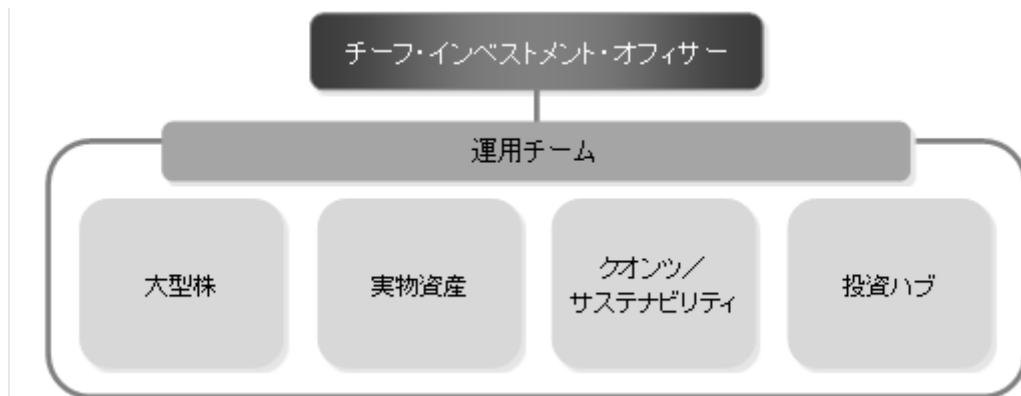 チーフ・インベストメント・オフィサー
運用チーム
大型株
実物資産
クオンツ／
サステナビリティ
投資ハブ